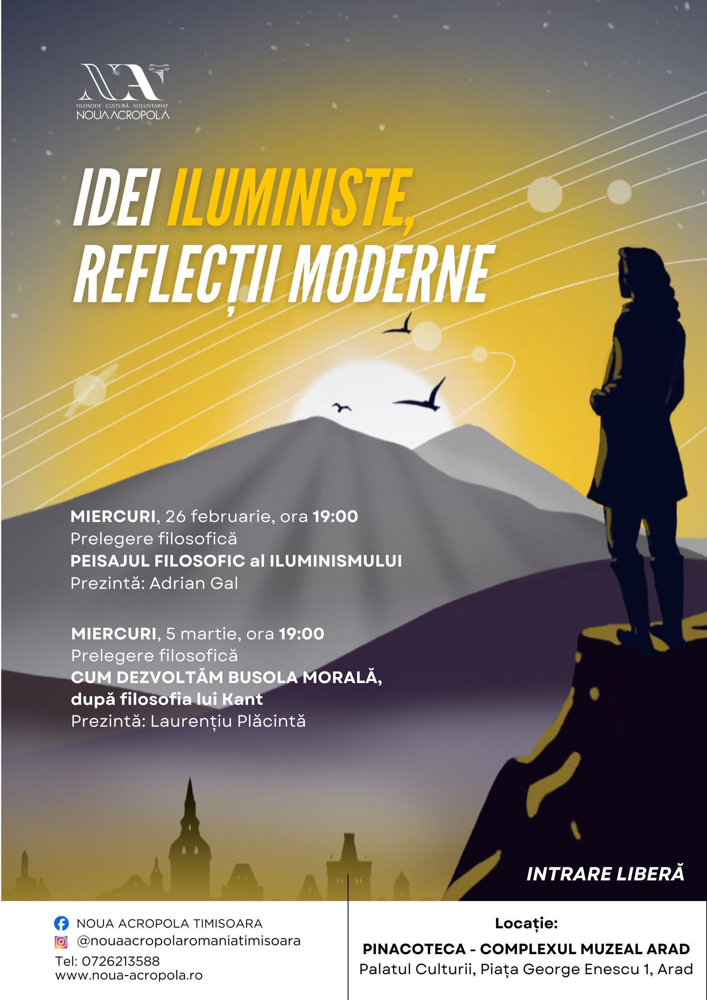 NA
FILOSOFIE · CULTURĂ · VOLUNTARIAT
NOUA ACROPOLĂ
IDEI ILUMINISTE,
REFLECȚII MODERNE
MIERCURI, 26 februarie, ora 19:00
Prelegere filosofică
PEISAJUL FILOSOFIC al ILUMINISMULUI
Prezintă: Adrian Gal
MIERCURI, 5 martie, ora 19:00
Prelegere filosofică
CUM DEZVOLTĂM BUSOLA MORALĂ,
după filosofia lui Kant
Prezintă: Laurențiu Plăcintă
INTRARE LIBERĂ
NOUA ACROPOLA TIMISOARA
@nouaacropolaromaniatimisoara
Tel: 0726213588
www.noua-acropola.ro
Locație:
PINACOTECA - COMPLEXUL MUZEAL ARAD
Palatul Culturii, Piața George Enescu 1, Arad